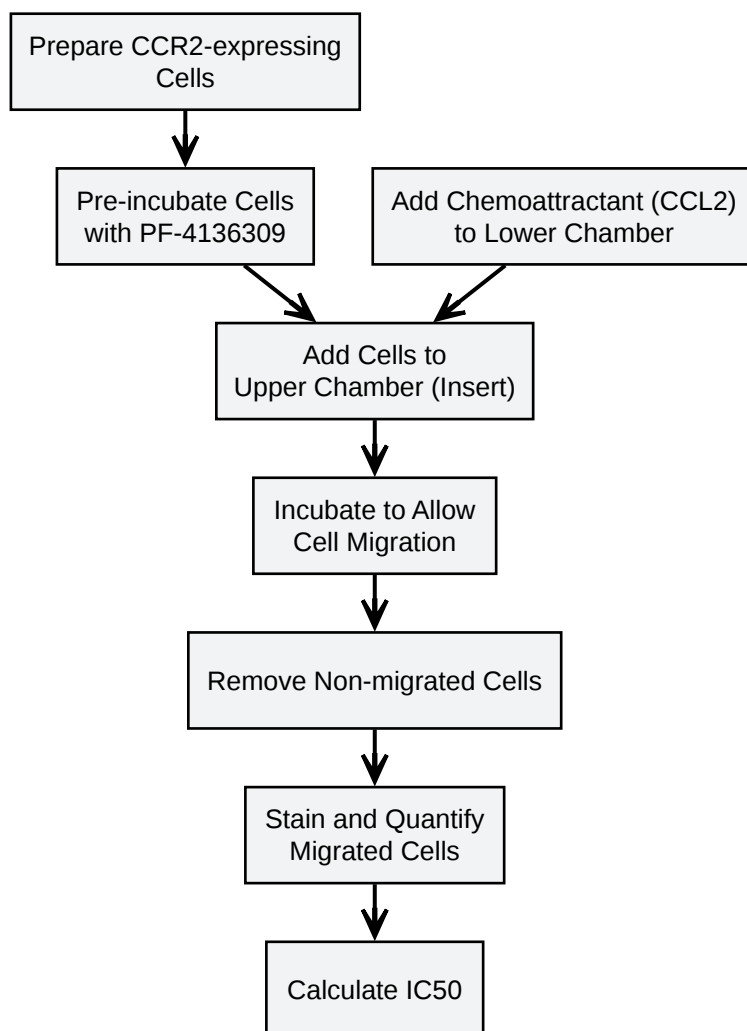 Prepare CCR2-expressing
Cells
Pre-incubate Cells
with PF-4136309
Add Chemoattractant (CCL2)
to Lower Chamber
Add Cells to
Upper Chamber (Insert)
Incubate to Allow
Cell Migration
Remove Non-migrated Cells
Stain and Quantify
Migrated Cells
Calculate IC50